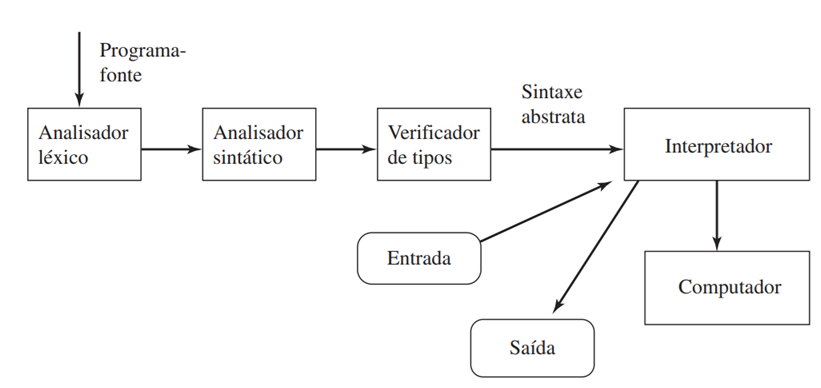 Programa-
fonte
Analisador
léxico
Analisador
sintático
Verificador
de tipos
Sintaxe
abstrata
Interpretador
Entrada
Computador
Saída